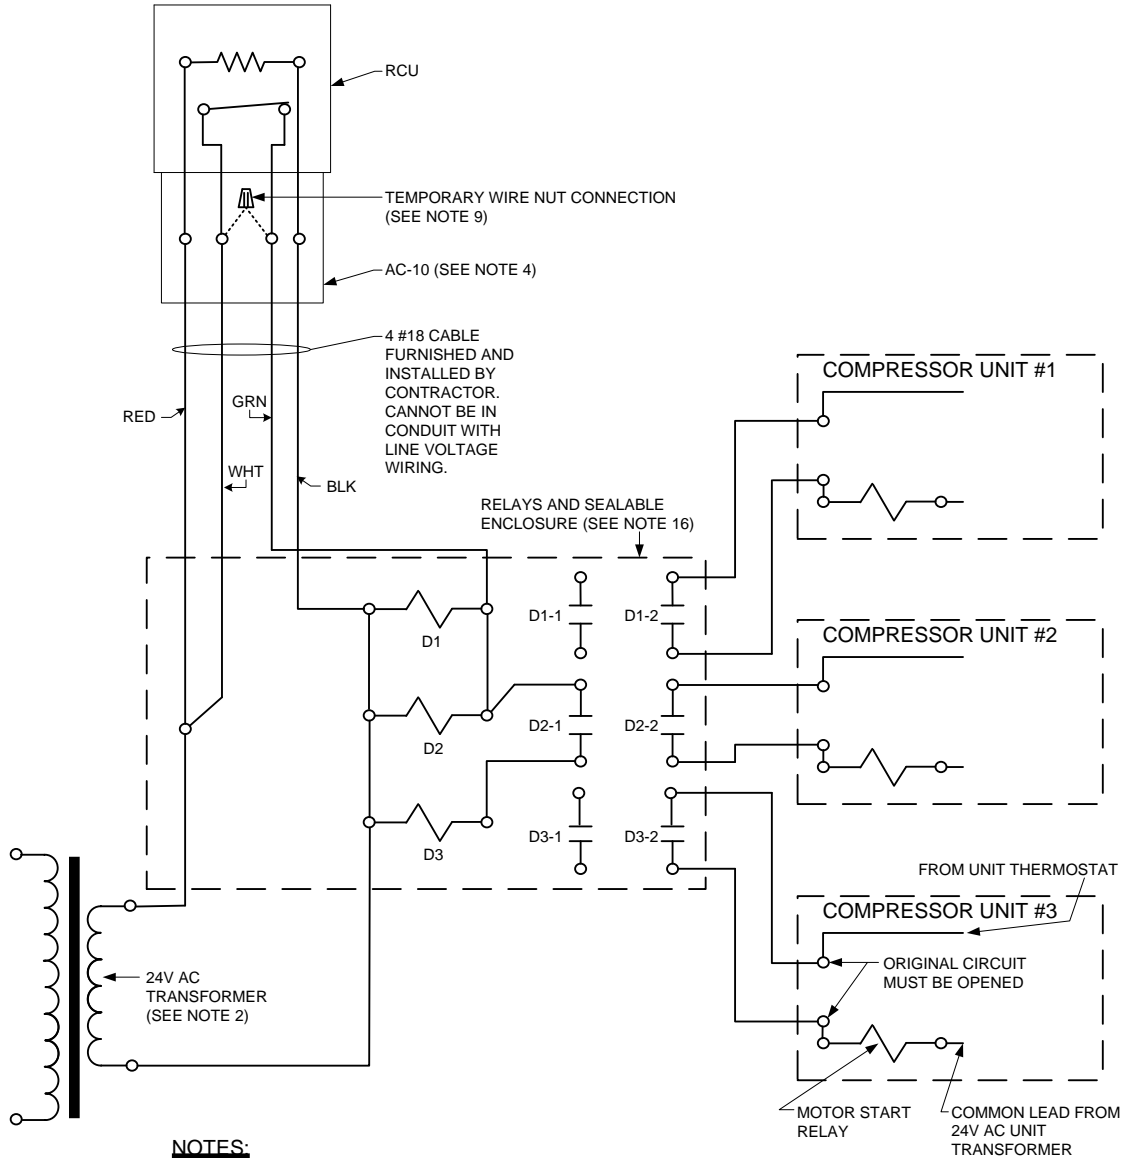 RCU
TEMPORARY WIRE NUT CONNECTION
(SEE NOTE 9)
AC-10 (SEE NOTE 4)
4 #18 CABLE
FURNISHED AND
INSTALLED BY
CONTRACTOR.
CANNOT BE IN
CONDUIT WITH
LINE VOLTAGE
WIRING.
RED
GRN
WHT
BLK
RELAYS AND SEALABLE
ENCLOSURE (SEE NOTE 16)
COMPRESSOR UNIT #1
D1
D1-1
D1-2
COMPRESSOR UNIT #2
D2
D2-1
D2-2
D3
D3-1
D3-2
FROM UNIT THERMOSTAT
COMPRESSOR UNIT #3
ORIGINAL CIRCUIT
MUST BE OPENED
24V AC
TRANSFORMER
(SEE NOTE 2)
MOTOR START
RELAY
COMMON LEAD FROM
24V AC UNIT
TRANSFORMER
NOTES: